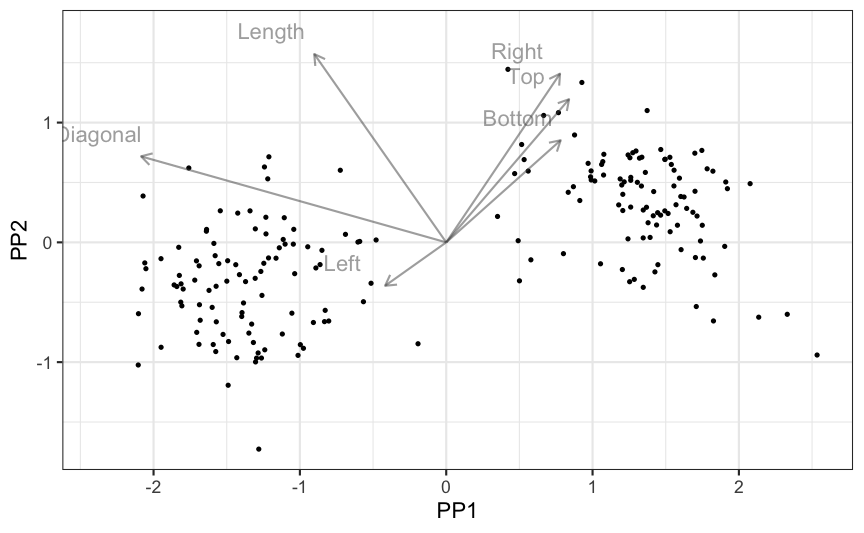 Length
Right
Top
Bottom
Diagonal
Left
1
0
-1
-2
-1
0
1
2
PP2
PP1